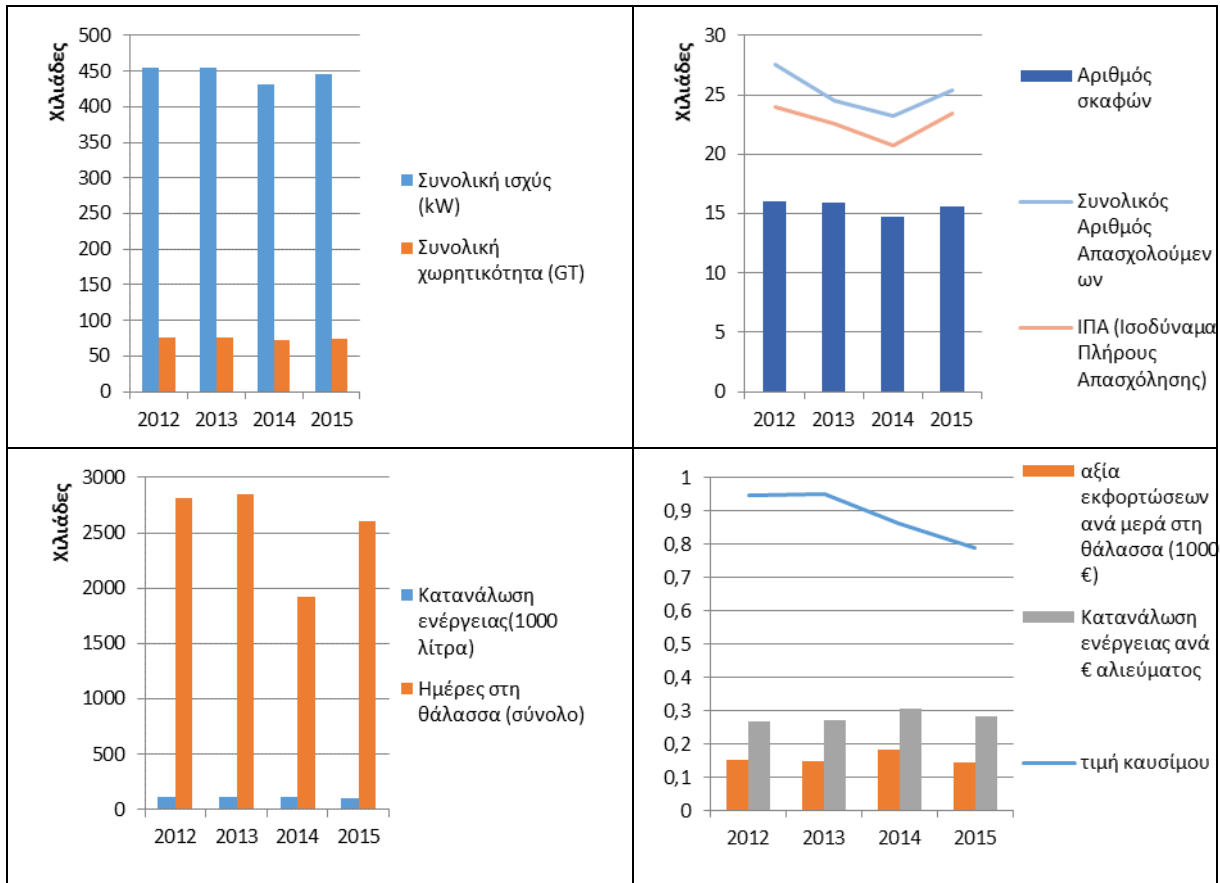 Χιλιάδες
500
450
400
350
300
250
200
150
100
50
0
2012 2013 2014 2015
Συνολική ισχύς
(kW)
Συνολική
χωρητικότητα (GT)
Χιλιάδες
30
25
20
15
10
5
0
2012 2013 2014 2015
Αριθμός
σκαφών
Συνολικός
Αριθμός
Απασχολούμεν
ων
ΙΠΑ (Ισοδύναμα
Πλήρους
Απασχόλησης)
Χιλιάδες
3000
2500
2000
1500
1000
500
0
2012 2013 2014 2015
Κατανάλωση
ενέργειας(1000
λίτρα)
Ημέρες στη
θάλασσα (σύνολο)
1
0,9
0,8
0,7
0,6
0,5
0,4
0,3
0,2
0,1
0
2012 2013 2014 2015
αξία
εκφορτώσεων
ανά μερά στη
θάλασσα (1000
€)
Κατανάλωση
ενέργειας ανά
€ αλιεύματος
τιμή καυσίμου